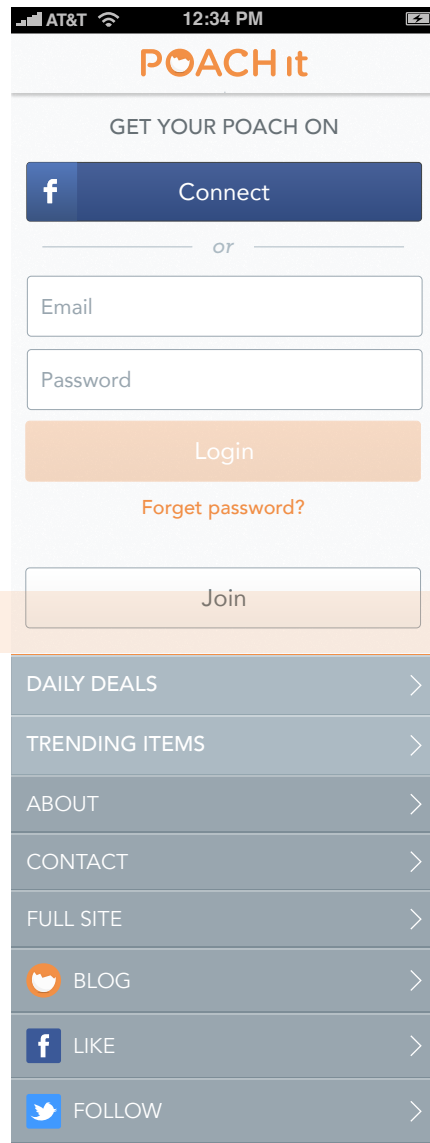 AT&T 12:34 PM
POACH it
GET YOUR POACH ON
f Connect
or
Email
Password
Login
Forget password?
Join
DAILY DEALS
TRENDING ITEMS
ABOUT
CONTACT
FULL SITE
BLOG
f LIKE
FOLLOW